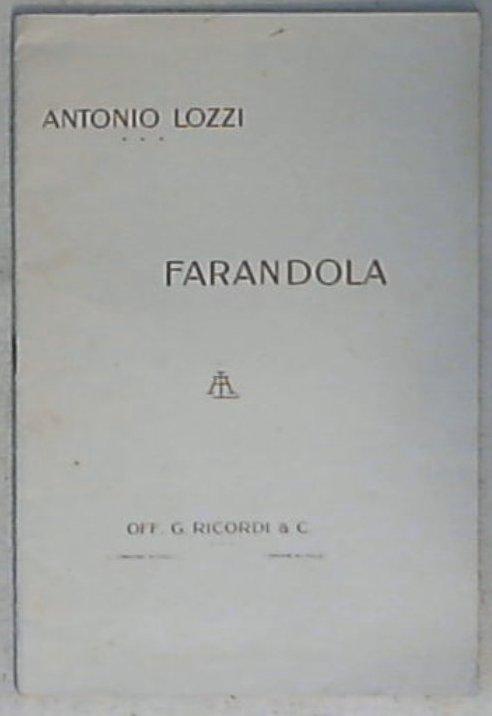 ANTONIO LOZZI
FARANDOLA
OFF. G. RICORDI & C.